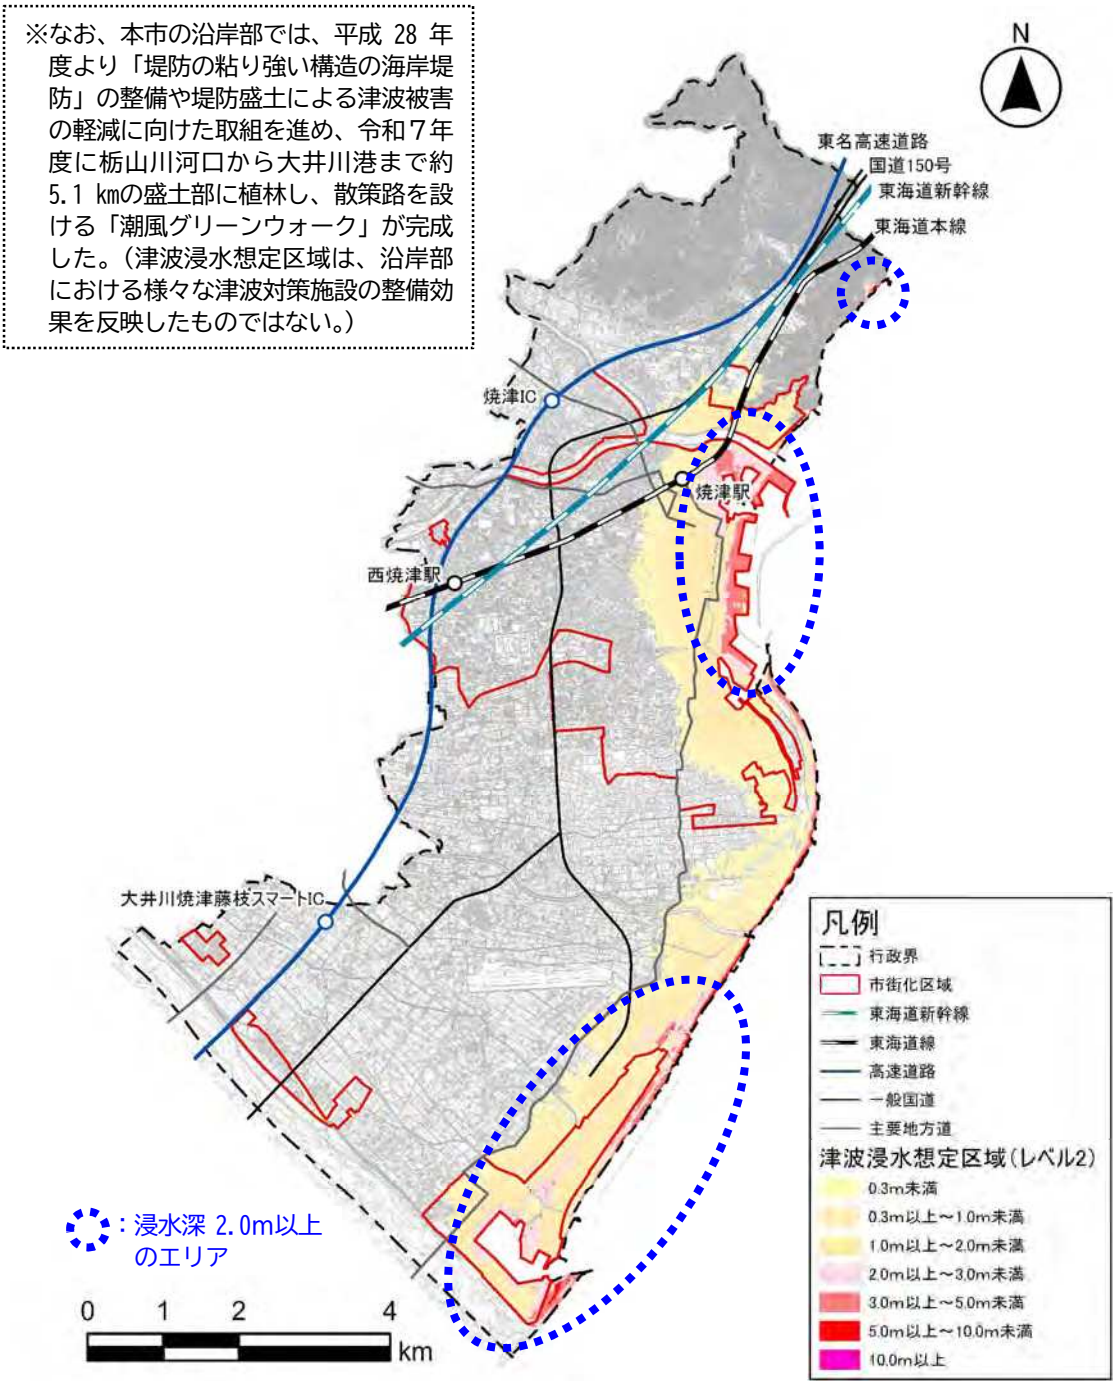 ※なお、本市の沿岸部では、平成 28 年
度より「堤防の粘り強い構造の海岸堤
防」の整備や堤防盛土による津波被害
の軽減に向けた取組を進め、令和７年
度に栃山川河口から大井川港まで約
5.1 ㎞の盛土部に植林し、散策路を設
ける「潮風グリーンウォーク」が完成
した。（津波浸水想定区域は、沿岸部
における様々な津波対策施設の整備効
果を反映したものではない。）
N
東名高速道路
国道150号
東海道新幹線
東海道本線
焼津IC
焼津駅
西焼津駅
大井川焼津藤枝スマートIC
凡例
行政界
市街化区域
東海道新幹線
東海道線
高速道路
一般国道
主要地方道
津波浸水想定区域(レベル2)
0.3m未満
0.3m以上～1.0m未満
1.0m以上～2.0m未満
2.0m以上～3.0m未満
3.0m以上～5.0m未満
5.0m以上～10.0m未満
10.0m以上
：浸水深 2.0m以上
のエリア
0 1 2 4
km